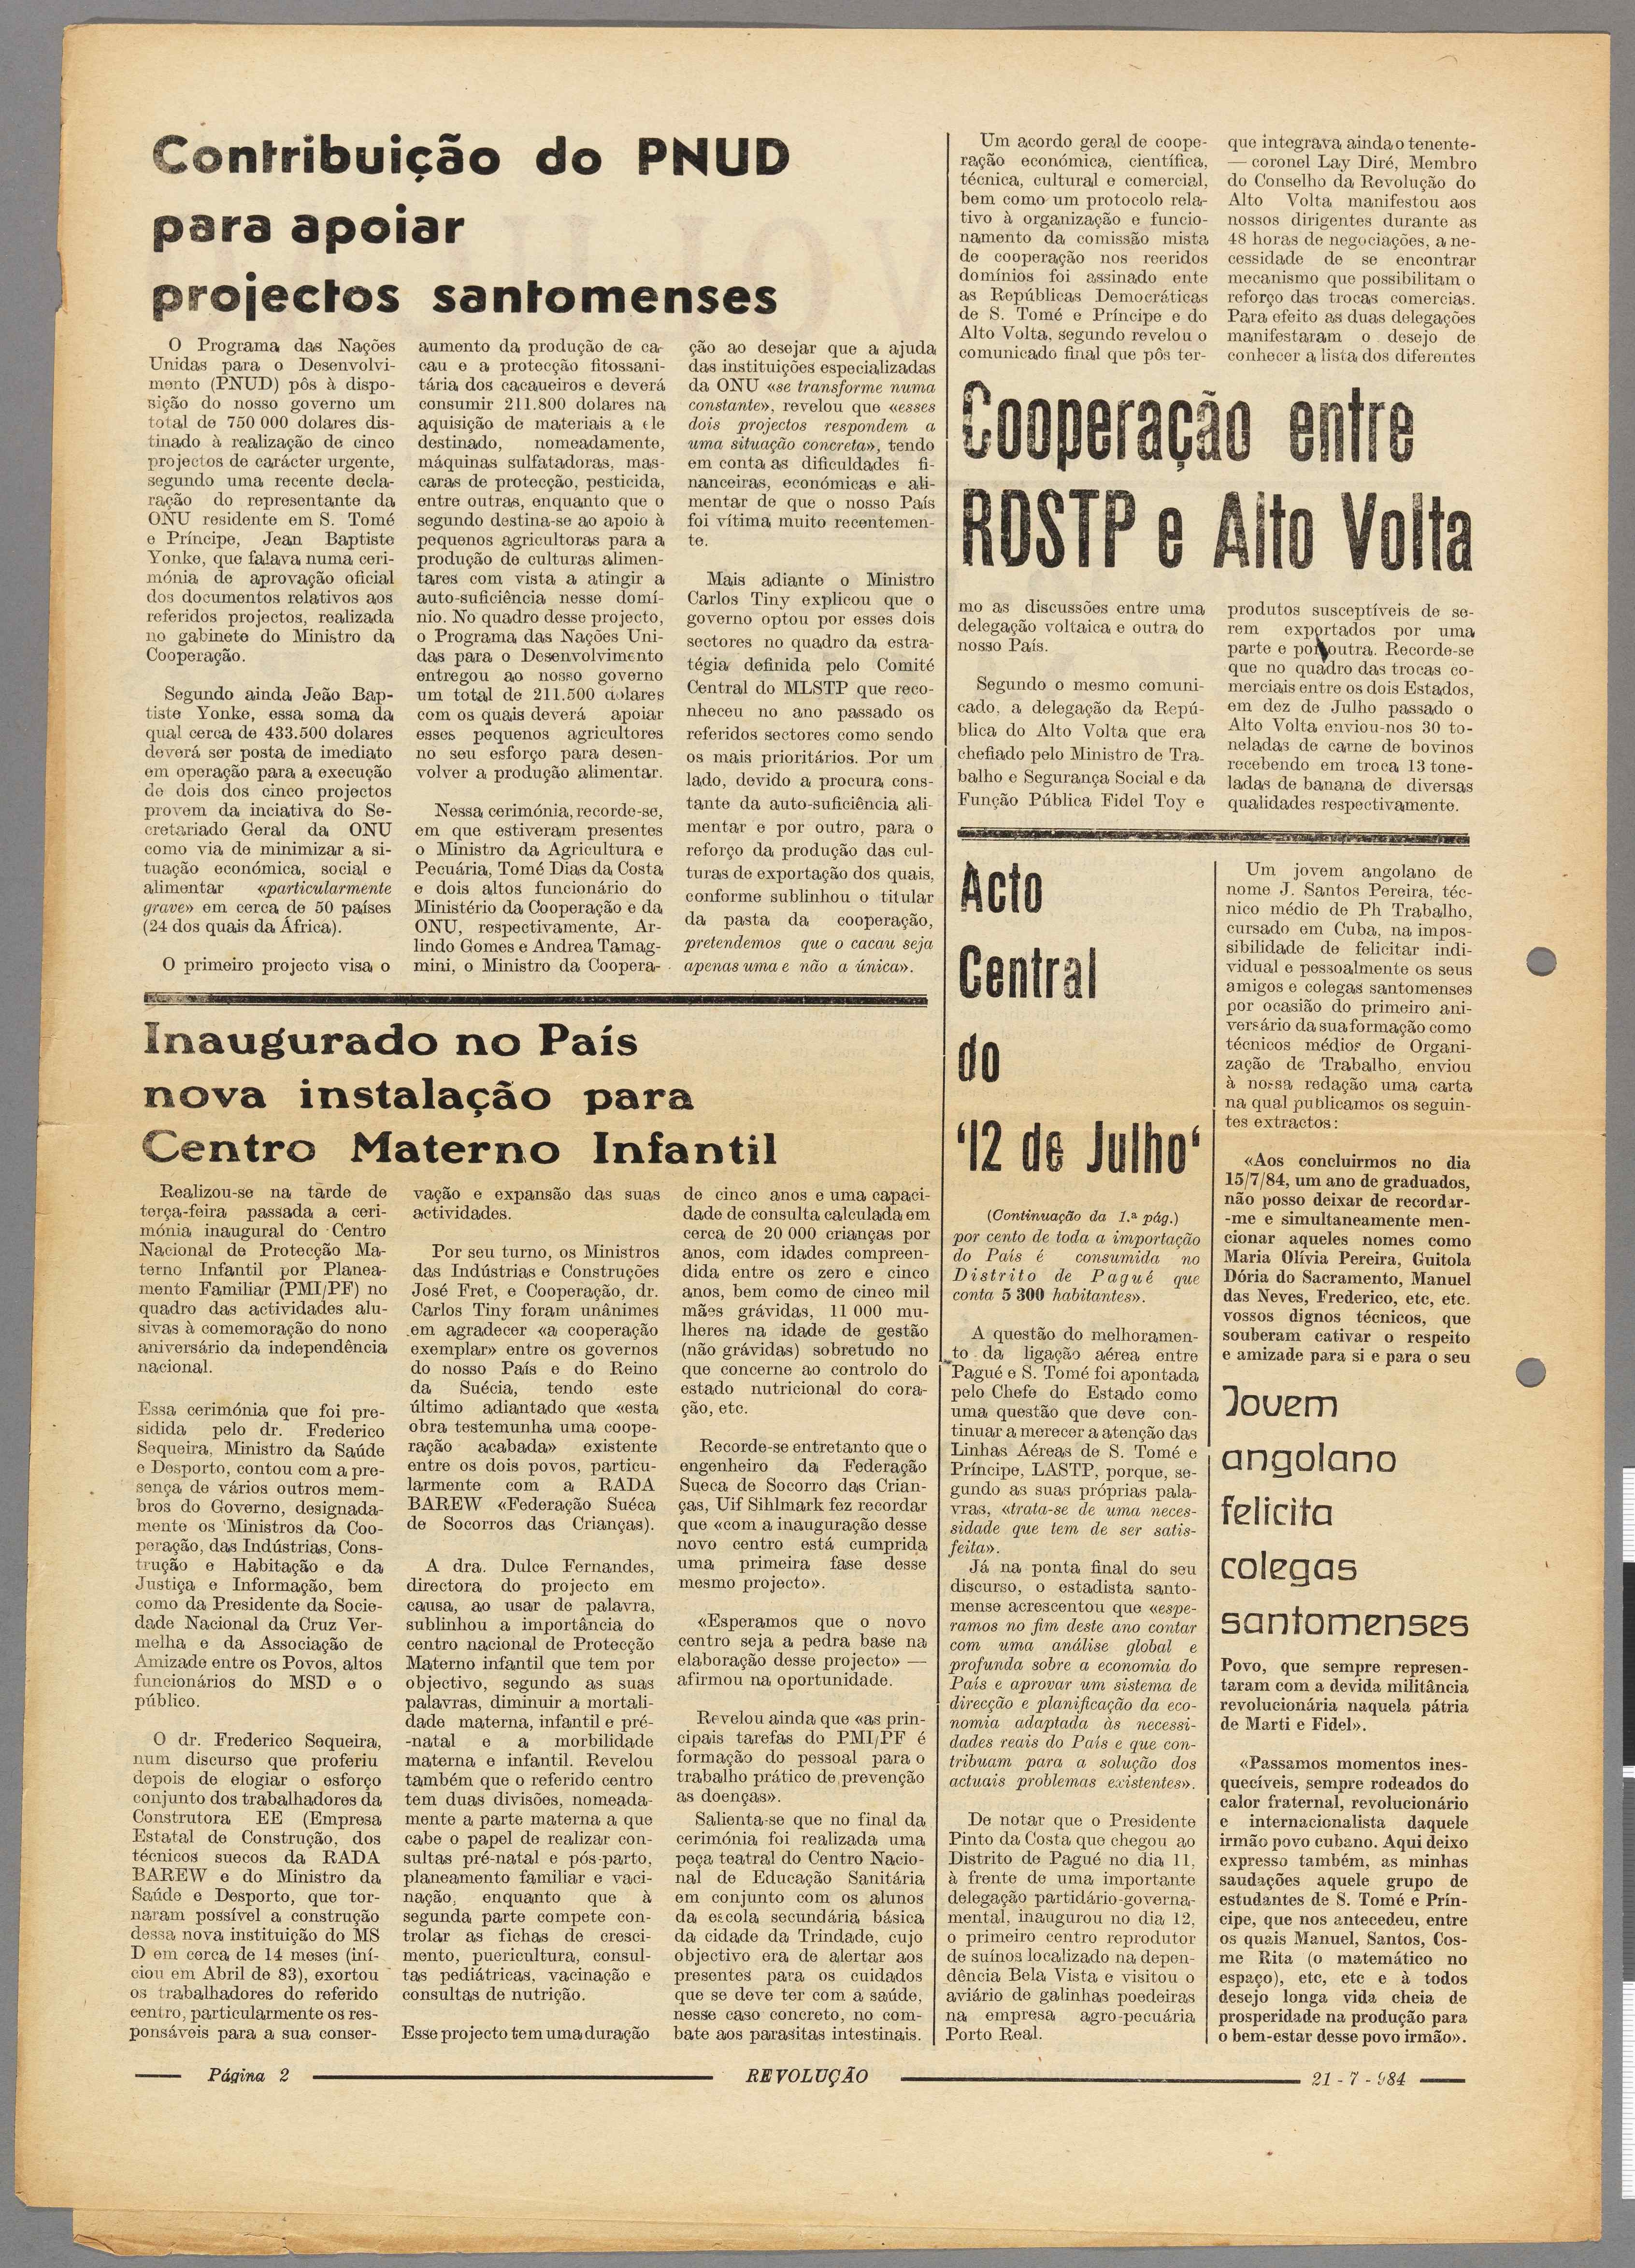 Contribuição do PNUD
para apoiar
projectos santomenses
O Programa das Nações
Unidas para o Desenvolvi-
mento (PNUD) pôs à dispo-
sição do nosso governo um
total de 750 000 dolares dis-
tinado à realização de cinco
projectos de carácter urgente,
segundo uma recente decla-
ração do representante da
ONU residente em S. Tomé
e Príncipe, Jean Baptiste
Yonke, que falava numa ceri-
mónia de aprovação oficial
dos documentos relativos aos
referidos projectos, realizada
no gabinete do Ministro da
Cooperação.
Segundo ainda Jeão Bap-
tiste Yonke, essa soma da
qual cerca de 433.500 dolares
deverá ser posta de imediato
em operação para a execução
de dois dos cinco projectos
provem da inciativa do Se-
cretariado Geral da ONU
como via de minimizar a si-
tuação económica, social e
alimentar «particularmente
grave» em cerca de 50 países
(24 dos quais da África).
O primeiro projecto visa o
aumento da produção de ca-
cau e a protecção fitossani-
tária dos cacaueiros e deverá
consumir 211.800 dolares na
aquisição de materiais a ele
destinado, nomeadamente,
máquinas sulfatadoras, mas-
caras de protecção, pesticida,
entre outras, enquanto que o
segundo destina-se ao apoio à
pequenos agricultoras para a
produção de culturas alimen-
tares com vista a atingir a
auto-suficiência nesse domí-
nio. No quadro desse projecto,
o Programa das Nações Uni-
das para o Desenvolvimento
entregou ao nosso governo
um total de 211.500 dolares
com os quais deverá apoiar
esses pequenos agricultores
no seu esforço para desen-
volver a produção alimentar.
Nessa cerimónia, recorde-se,
em que estiveram presentes
o Ministro da Agricultura e
Pecuária, Tomé Dias da Costa
e dois altos funcionário do
Ministério da Cooperação e da
ONU, respectivamente, Ar-
lindo Gomes e Andrea Tamag-
mini, o Ministro da Coopera-
ção ao desejar que a ajuda
das instituições especializadas
da ONU «se transforme numa
constante», revelou que «esses
dois projectos respondem a
uma situação concreta», tendo
em conta as dificuldades fi-
nanceiras, económicas e ali-
mentar de que o nosso País
foi vítima muito recentemen-
te.
Mais adiante o Ministro
Carlos Tiny explicou que o
governo optou por esses dois
sectores no quadro da estra-
tégia definida pelo Comité
Central do MLSTP que reco-
nheceu no ano passado os
referidos sectores como sendo
os mais prioritários. Por um
lado, devido a procura cons-
tante da auto-suficiência ali-
mentar e por outro, para o
reforço da produção das cul-
turas de exportação dos quais,
conforme sublinhou o titular
da pasta da cooperação,
pretendemos que o cacau seja
apenas uma e não a única».
Inaugurado no País
nova instalação para
Centro Materno Infantil
Realizou-se na tarde de
terça-feira passada a ceri-
mónia inaugural do Centro
Nacional de Protecção Ma-
terno Infantil por Planea-
mento Familiar (PMI/PF) no
quadro das actividades alu-
sivas à comemoração do nono
aniversário da independência
nacional.
Essa cerimónia que foi pre-
sidida pelo dr. Frederico
Sequeira, Ministro da Saúde
e Desporto, contou com a pre-
sença de vários outros mem-
bros do Governo, designada-
mente os Ministros da Coo-
peração, das Indústrias, Cons-
trução e Habitação e da
Justiça e Informação, bem
como da Presidente da Socie-
dade Nacional da Cruz Ver-
melha e da Associação de
Amizade entre os Povos, altos
funcionários do MSD e o
público.
O dr. Frederico Sequeira,
num discurso que proferiu
depois de elogiar o esforço
conjunto dos trabalhadores da
Construtora EE (Empresa
Estatal de Construção, dos
técnicos suecos da RADA
BAREW e do Ministro da
Saúde e Desporto, que tor-
naram possível a construção
dessa nova instituição do MS
D em cerca de 14 meses (iní-
ciou em Abril de 83), exortou
os trabalhadores do referido
centro, particularmente os res-
ponsáveis para a sua conser-
vação e expansão das suas
actividades.
Por seu turno, os Ministros
das Indústrias e Construções
José Fret, e Cooperação, dr.
Carlos Tiny foram unânimes
em agradecer «a cooperação
exemplar» entre os governos
do nosso País e do Reino
da Suécia, tendo este
último adiantado que «esta
obra testemunha uma coope-
ração acabada» existente
entre os dois povos, particu-
larmente com a RADA
BAREW «Federação Suéca
de Socorros das Crianças).
A dra. Dulce Fernandes,
directora do projecto em
causa, ao usar de palavra,
sublinhou a importância do
centro nacional de Protecção
Materno infantil que tem por
objectivo, segundo as suas
palavras, diminuir a mortali-
dade materna, infantil e pré-
-natal e a morbilidade
materna e infantil. Revelou
também que o referido centro
tem duas divisões, nomeada-
mente a parte materna a que
cabe o papel de realizar con-
sultas pré-natal e pós-parto,
planeamento familiar e vaci-
nação, enquanto que à
segunda parte compete con-
trolar as fichas de cresci-
mento, puericultura, consul-
tas pediátricas, vacinação e
consultas de nutrição.
Esse projecto tem uma duração
de cinco anos e uma capaci-
dade de consulta calculada em
cerca de 20 000 crianças por
anos, com idades compreen-
dida entre os zero e cinco
anos, bem como de cinco mil
mães grávidas, 11 000 mu-
lheres na idade de gestão
(não grávidas) sobretudo no
que concerne ao controlo do
estado nutricional do cora-
ção, etc.
Recorde-se entretanto que o
engenheiro da Federação
Sueca de Socorro das Crian-
ças, Uif Sihlmark fez recordar
que «com a inauguração desse
novo centro está cumprida
uma primeira fase desse
mesmo projecto».
«Esperamos que o novo
centro seja a pedra base na
elaboração desse projecto» —
afirmou na oportunidade.
Revelou ainda que «as prin-
cipais tarefas do PMI/PF é
formação do pessoal para o
trabalho prático de prevenção
as doenças».
Salienta-se que no final da
cerimónia foi realizada uma
peça teatral do Centro Nacio-
nal de Educação Sanitária
em conjunto com os alunos
da escola secundária básica
da cidade da Trindade, cujo
objectivo era de alertar aos
presentes para os cuidados
que se deve ter com a saúde,
nesse caso concreto, no com-
bate aos parasitas intestinais.
Um acordo geral de coope-
ração económica, científica,
técnica, cultural e comercial,
bem como um protocolo rela-
tivo à organização e funcio-
namento da comissão mista
de cooperação nos reeridos
domínios foi assinado ente
as Repúblicas Democráticas
de S. Tomé e Príncipe e do
Alto Volta, segundo revelou o
comunicado final que pôs ter-
que integrava ainda o tenente-
— coronel Lay Diré, Membro
do Conselho da Revolução do
Alto Volta manifestou aos
nossos dirigentes durante as
48 horas de negociações, a ne-
cessidade de se encontrar
mecanismo que possibilitam o
reforço das trocas comercias.
Para efeito as duas delegações
manifestaram o desejo de
conhecer a lista dos diferentes
Cooperação entre
RDSTP e Alto Volta
mo as discussões entre uma
delegação voltaica e outra do
nosso País.
Segundo o mesmo comuni-
cado, a delegação da Repú-
blica do Alto Volta que era
chefiado pelo Ministro de Tra-
balho e Segurança Social e da
Função Pública Fidel Toy e
produtos susceptíveis de se-
rem exportados por uma
parte e por outra. Recorde-se
que no quadro das trocas co-
merciais entre os dois Estados,
em dez de Julho passado o
Alto Volta enviou-nos 30 to-
neladas de carne de bovinos
recebendo em troca 13 tone-
ladas de banana de diversas
qualidades respectivamente.
Acto
Central
do
'12 de Julho'
(Continuação da 1.ª pág.)
por cento de toda a importação
do País é consumida no
Distrito de Pagué que
conta 5 300 habitantes».
A questão do melhoramen-
to da ligação aérea entre
Pagué e S. Tomé foi apontada
pelo Chefe do Estado como
uma questão que deve con-
tinuar a merecer a atenção das
Linhas Aéreas de S. Tomé e
Príncipe, LASTP, porque, se-
gundo as suas próprias pala-
vras, «trata-se de uma neces-
sidade que tem de ser satis-
feita».
Já na ponta final do seu
discurso, o estadista santo-
mense acrescentou que «espe-
ramos no fim deste ano contar
com uma análise global e
profunda sobre a economia do
País e aprovar um sistema de
direcção e planificação da eco-
nomia adaptada às necessi-
dades reais do País e que con-
tribuam para a solução dos
actuais problemas existentes».
De notar que o Presidente
Pinto da Costa que chegou ao
Distrito de Pagué no dia 11,
à frente de uma importante
delegação partidário-governa-
mental, inaugurou no dia 12,
o primeiro centro reprodutor
de suínos localizado na depen-
dência Bela Vista e visitou o
aviário de galinhas poedeiras
na empresa agro-pecuária
Porto Real.
Um jovem angolano de
nome J. Santos Pereira, téc-
nico médio de Ph Trabalho,
cursado em Cuba, na impos-
sibilidade de felicitar indi-
vidual e pessoalmente os seus
amigos e colegas santomenses
por ocasião do primeiro ani-
versário da sua formação como
técnicos médios de Organi-
zação de Trabalho, enviou
à nossa redação uma carta
na qual publicamos os seguin-
tes extractos:
«Aos concluirmos no dia
15/7/84, um ano de graduados,
não posso deixar de recordar-
-me e simultaneamente men-
cionar aqueles nomes como
Maria Olívia Pereira, Guitola
Dória do Sacramento, Manuel
das Neves, Frederico, etc, etc.
vossos dignos técnicos, que
souberam cativar o respeito
e amizade para si e para o seu
Jovem
angolano
felicita
colegas
santomenses
Povo, que sempre represen-
taram com a devida militância
revolucionária naquela pátria
de Marti e Fidel».
«Passamos momentos ines-
quecíveis, sempre rodeados do
calor fraternal, revolucionário
e internacionalista daquele
irmão povo cubano. Aqui deixo
expresso também, as minhas
saudações aquele grupo de
estudantes de S. Tomé e Prín-
cipe, que nos antecedeu, entre
os quais Manuel, Santos, Cos-
me Rita (o matemático no
espaço), etc, etc e à todos
desejo longa vida cheia de
prosperidade na produção para
o bem-estar desse povo irmão».
Página 2 REVOLUÇÃO 21 - 7 - 984